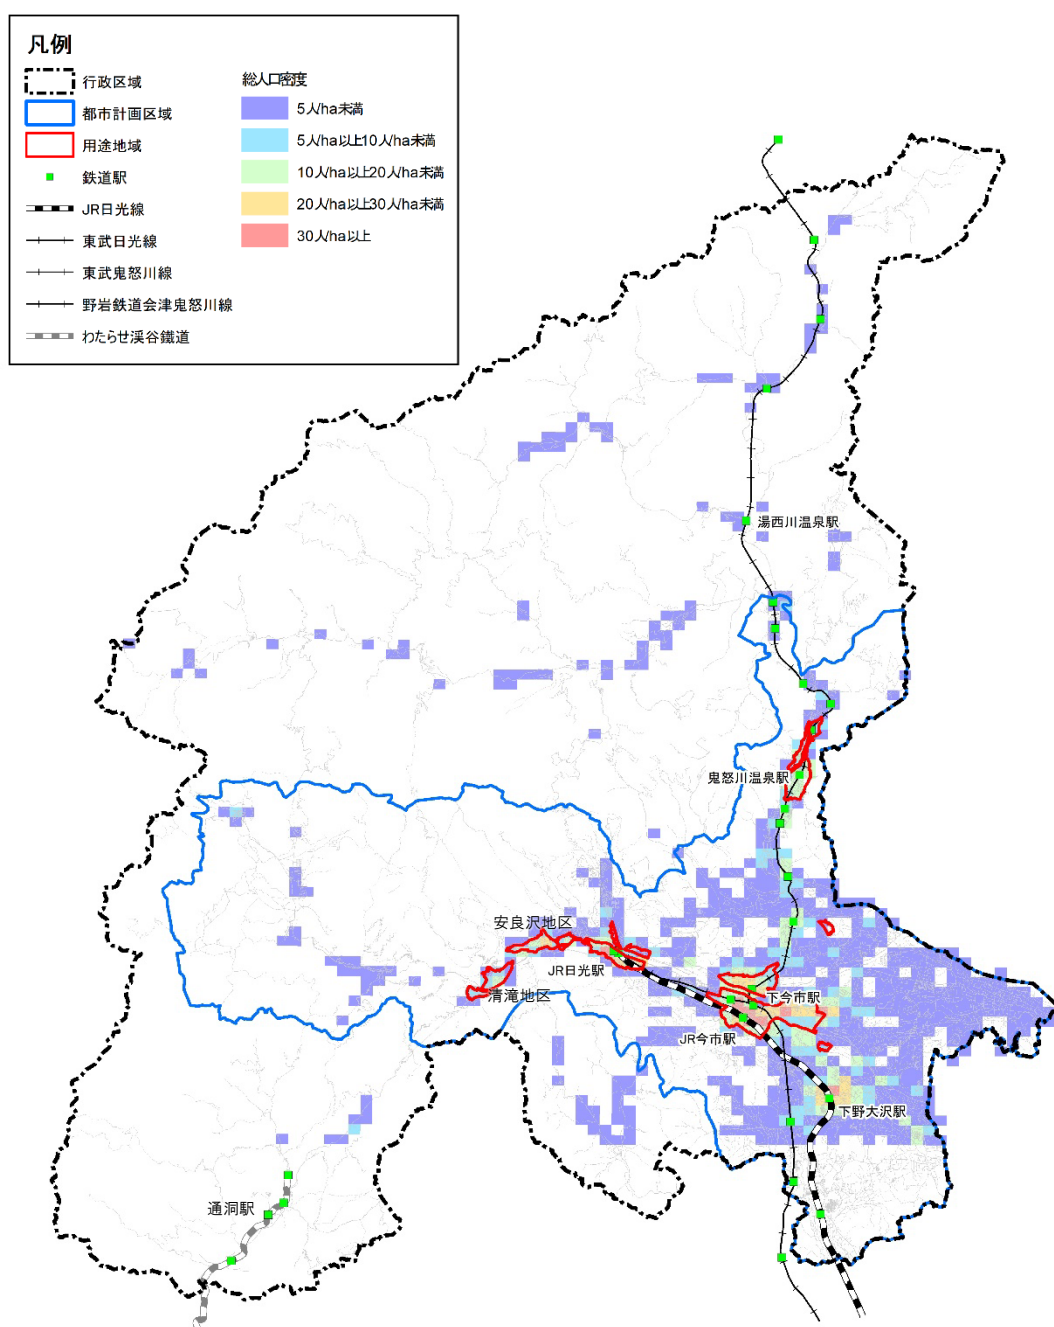 凡例
行政区域
都市計画区域
用途地域
鉄道駅
JR日光線
東武日光線
東武鬼怒川線
野岩鉄道会津鬼怒川線
わたらせ渓谷鐵道
総人口密度
5人/ha未満
5人/ha以上10人/ha未満
10人/ha以上20人/ha未満
20人/ha以上30人/ha未満
30人/ha以上
湯西川温泉駅
鬼怒川温泉駅
安良沢地区
JR日光駅
清滝地区
下今市駅
JR今市駅
下野大沢駅
通洞駅